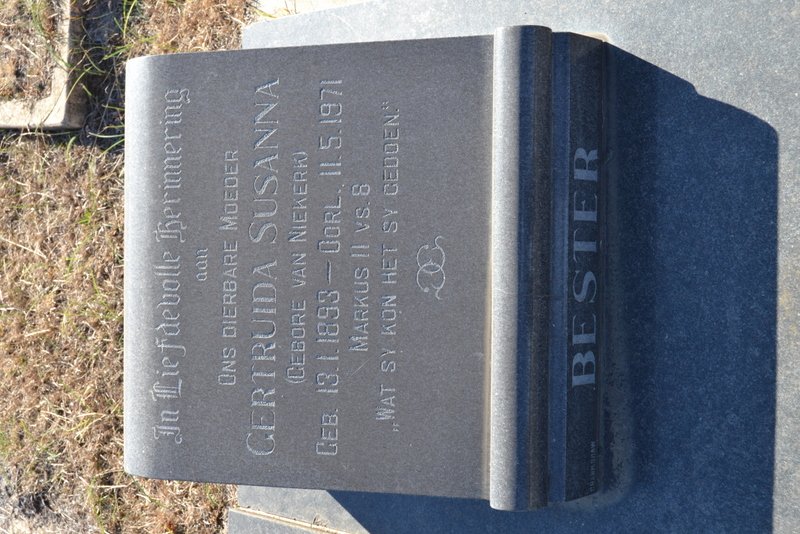 In Liefdevolle Herinnering
aan
ONS DIERBARE MOEDER
GERTRUIDA SUSANNA
(GEBORE VAN NIEKERK)
GEB. 13.1.1893 — OORL. 11.5.1971
MARKUS 11 VS. 8
„WAT SY KON HET SY GEDOEN.”
BESTER